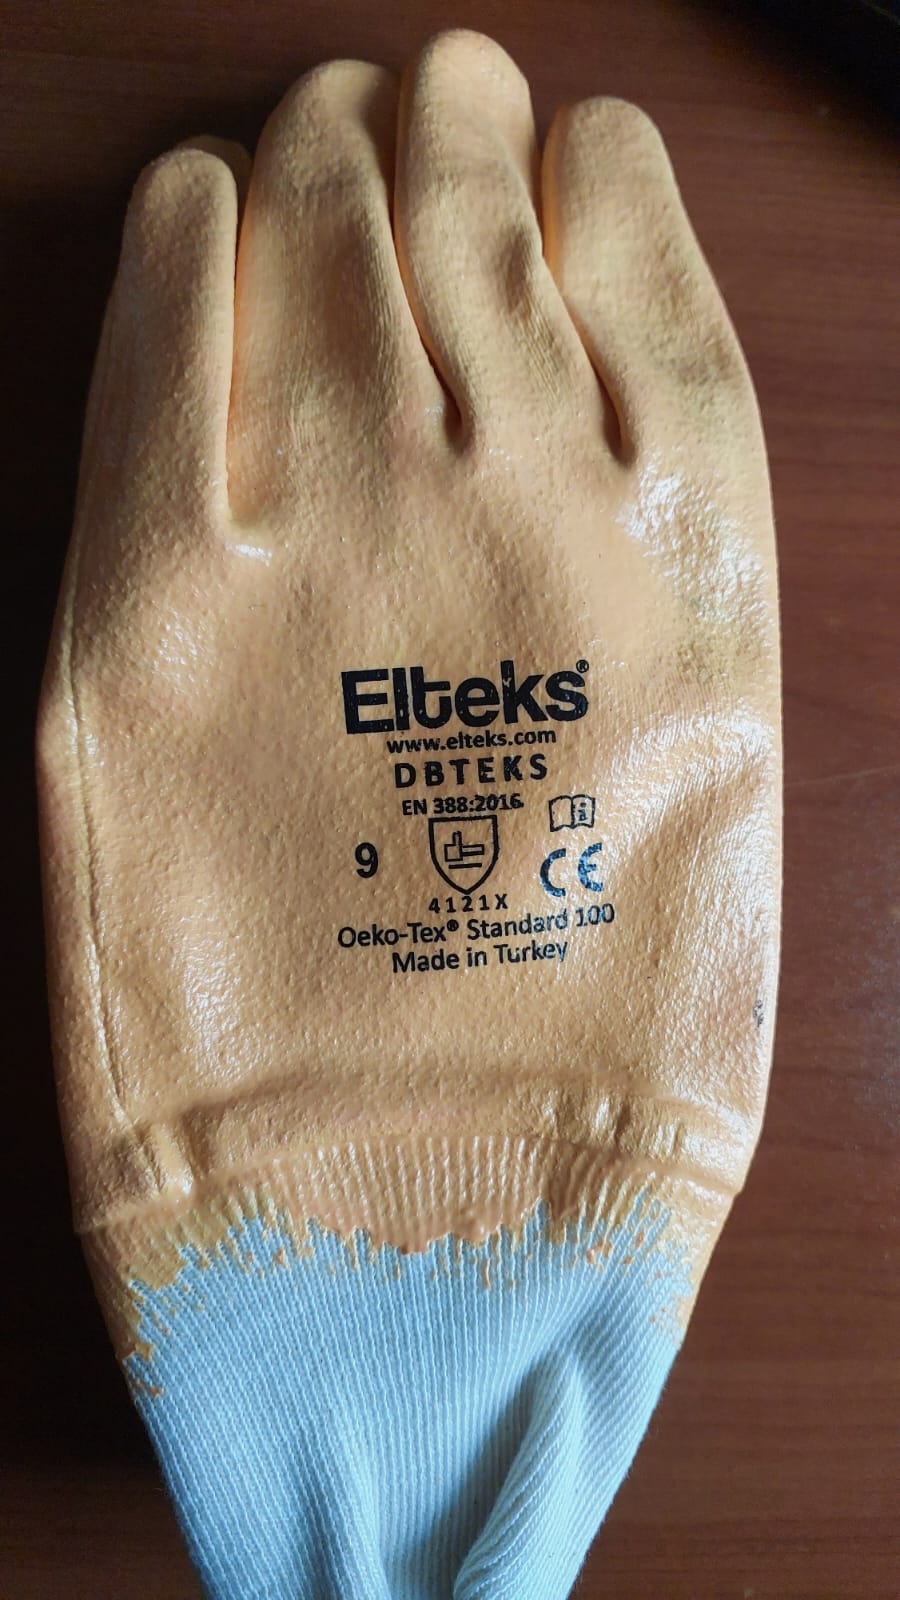 Elteks®
www.elteks.com
DBTEKS
EN 388:2016
9
CE
4121X
Oeko-Tex® Standard 100
Made in Turkey